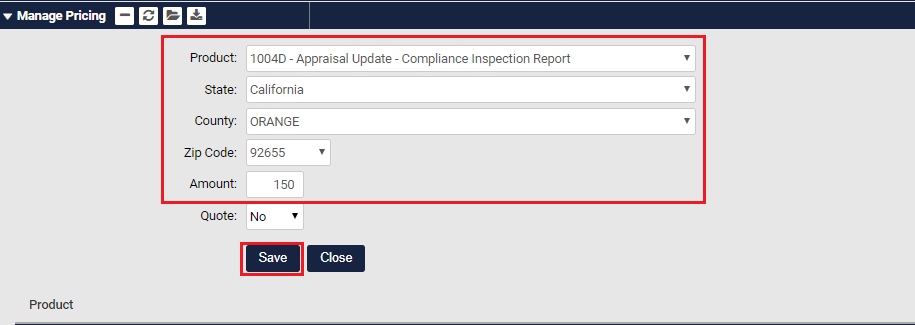 Manage Pricing
Product: 1004D - Appraisal Update - Compliance Inspection Report
State: California
County: ORANGE
Zip Code: 92655
Amount: 150
Quote: No
Save Close
Product